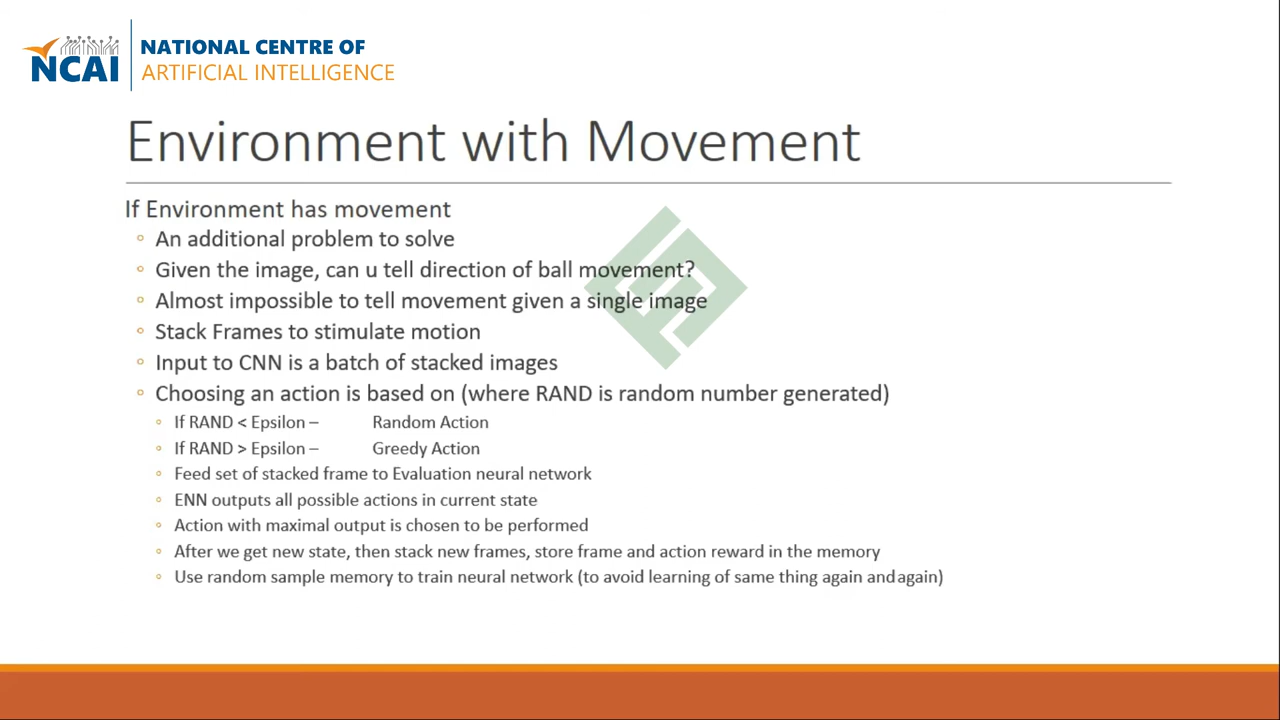 NCAI
NATIONAL CENTRE OF
ARTIFICIAL INTELLIGENCE
Environment with Movement
If Environment has movement
An additional problem to solve
Given the image, can u tell direction of ball movement?
Almost impossible to tell movement given a single image
Stack Frames to stimulate motion
Input to CNN is a batch of stacked images
Choosing an action is based on (where RAND is random number generated)
If RAND < Epsilon – Random Action
If RAND > Epsilon – Greedy Action
Feed set of stacked frame to Evaluation neural network
ENN outputs all possible actions in current state
Action with maximal output is chosen to be performed
After we get new state, then stack new frames, store frame and action reward in the memory
Use random sample memory to train neural network (to avoid learning of same thing again andagain)